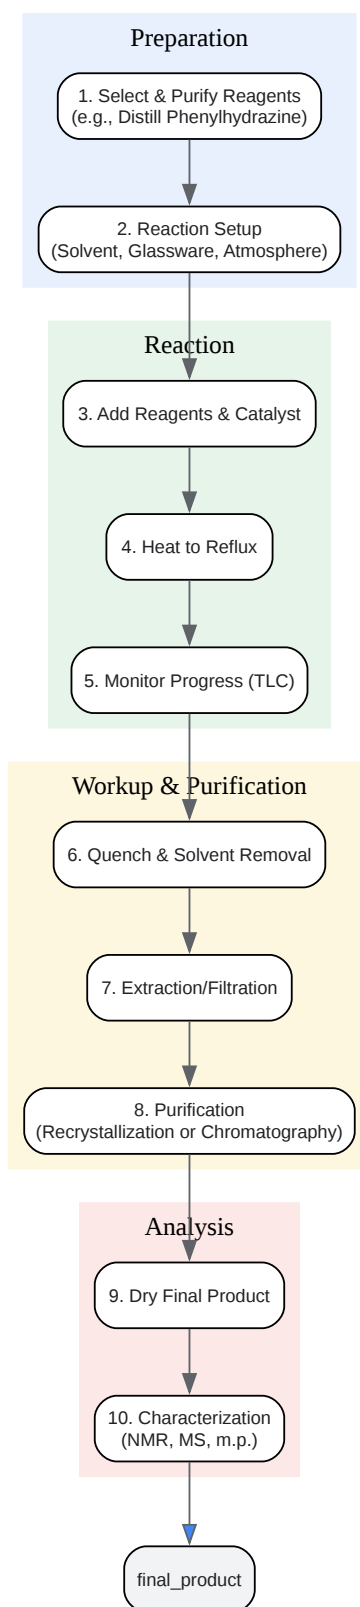 Preparation
1. Select & Purify Reagents
(e.g., Distill Phenylhydrazine)
2. Reaction Setup
(Solvent, Glassware, Atmosphere)
Reaction
3. Add Reagents & Catalyst
4. Heat to Reflux
5. Monitor Progress (TLC)
Workup & Purification
6. Quench & Solvent Removal
7. Extraction/Filtration
8. Purification
(Recrystallization or Chromatography)
Analysis
9. Dry Final Product
10. Characterization
(NMR, MS, m.p.)
final_product